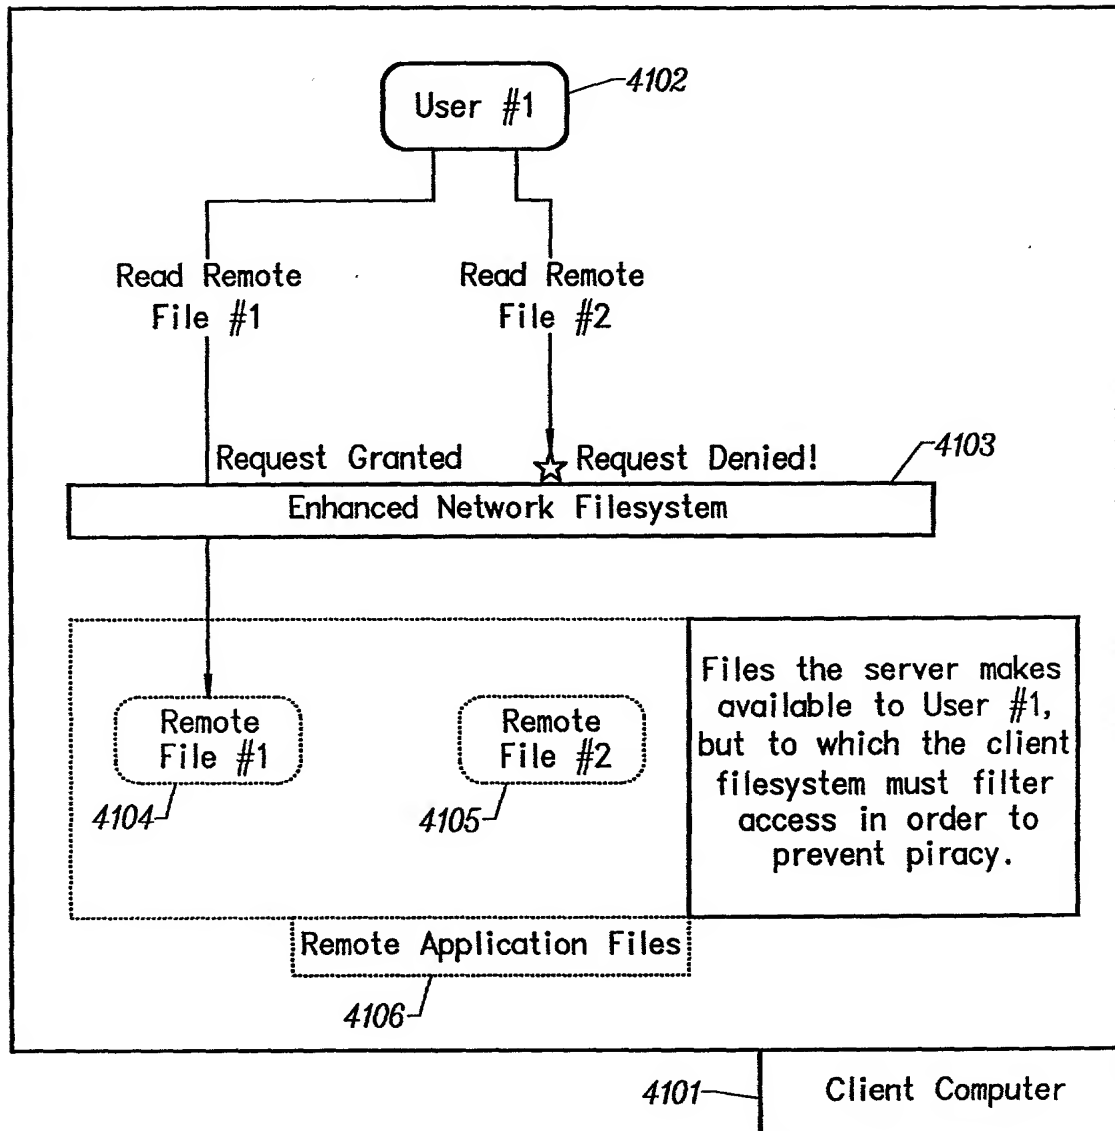 User #1
4102
Read Remote
File #1
Read Remote
File #2
Request Granted
Request Denied!
4103
Enhanced Network Filesystem
Remote
File #1
4104
Remote
File #2
4105
Files the server makes
available to User #1,
but to which the client
filesystem must filter
access in order to
prevent piracy.
Remote Application Files
4106
4101
Client Computer